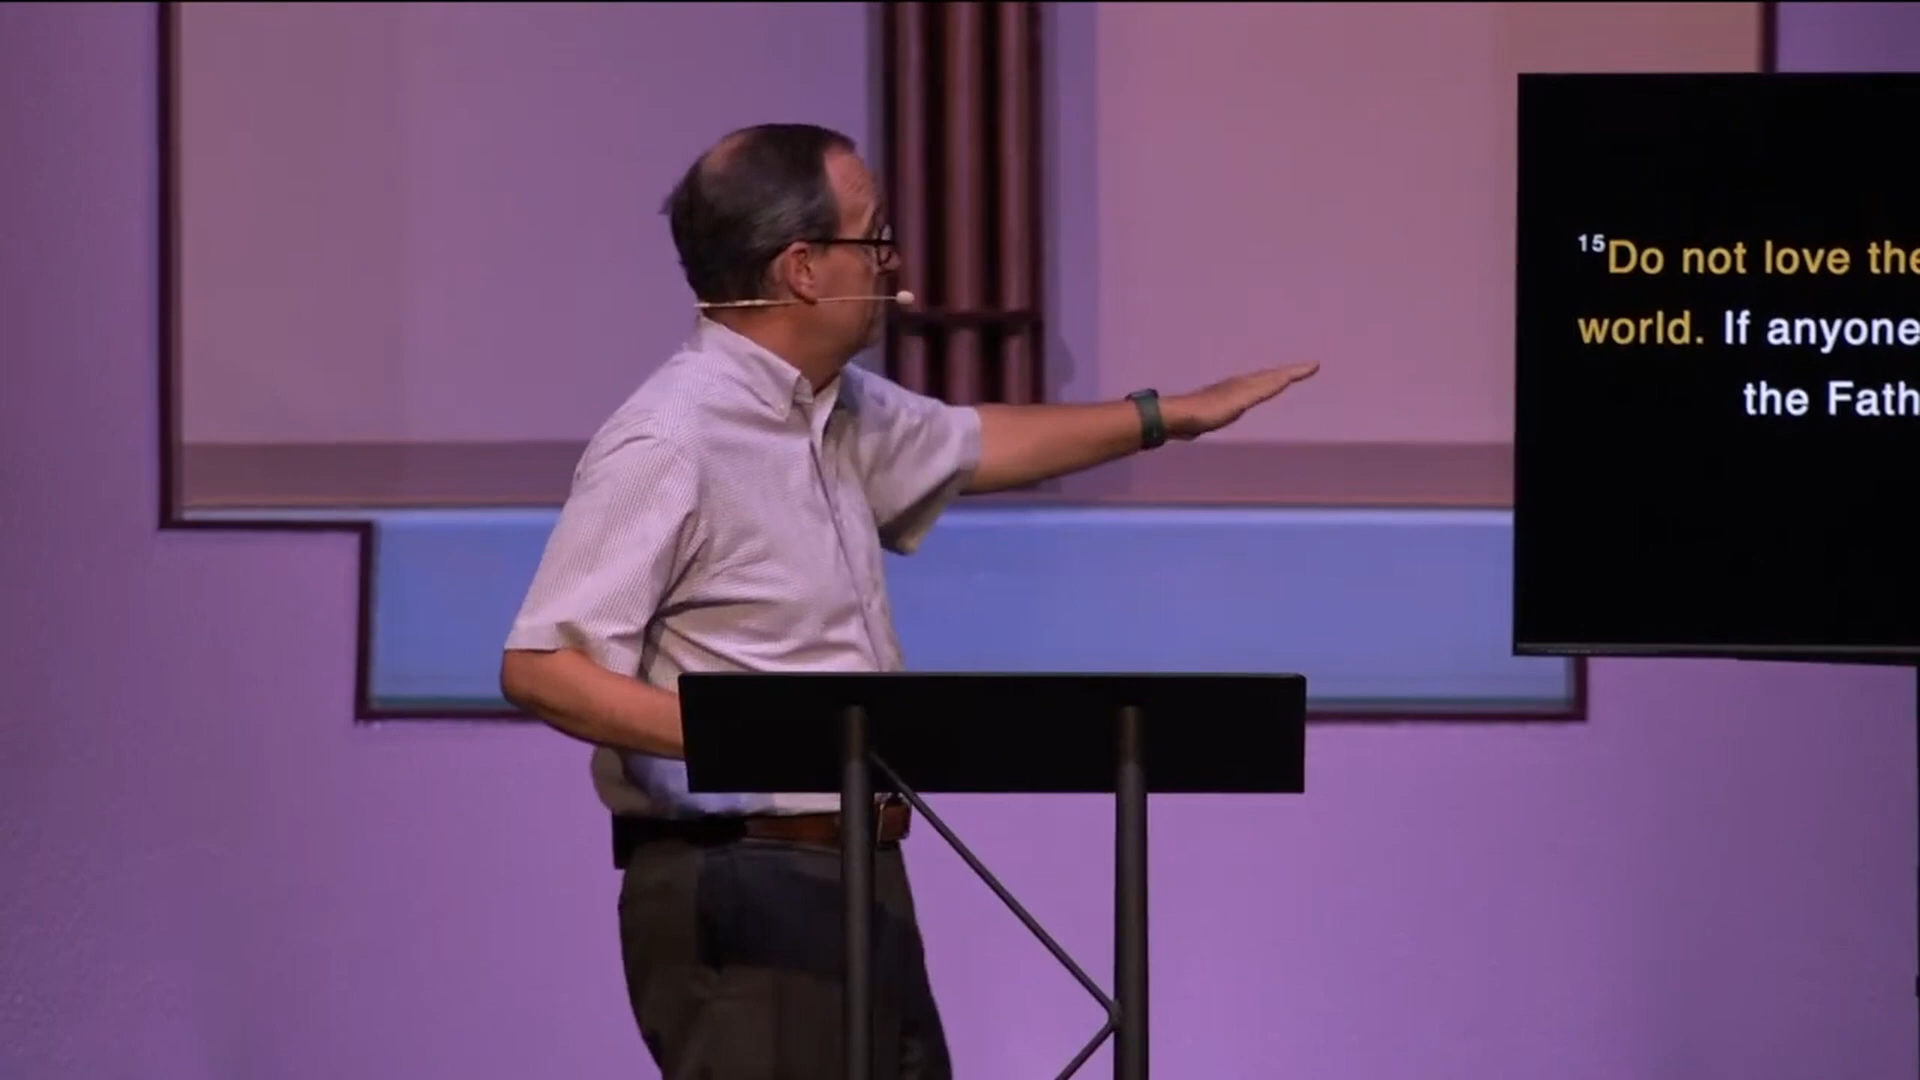 ¹⁵Do not love the
world. If anyone
the Fath